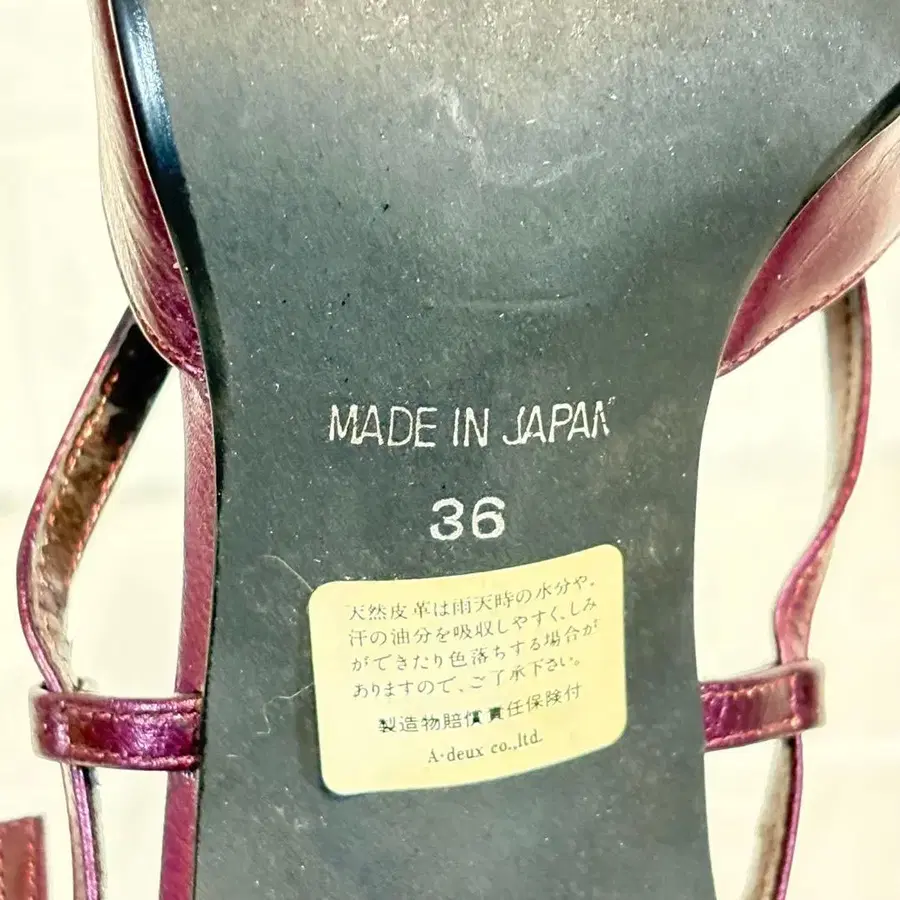 MADE IN JAPAN
36
天然皮革は雨天時の水分や、
汗の油分を吸収しやすく、しみ
ができたり色落ちする場合が
ありますので、ご了承下さい。
製造物賠償責任保険付
A・deux co.,ltd.